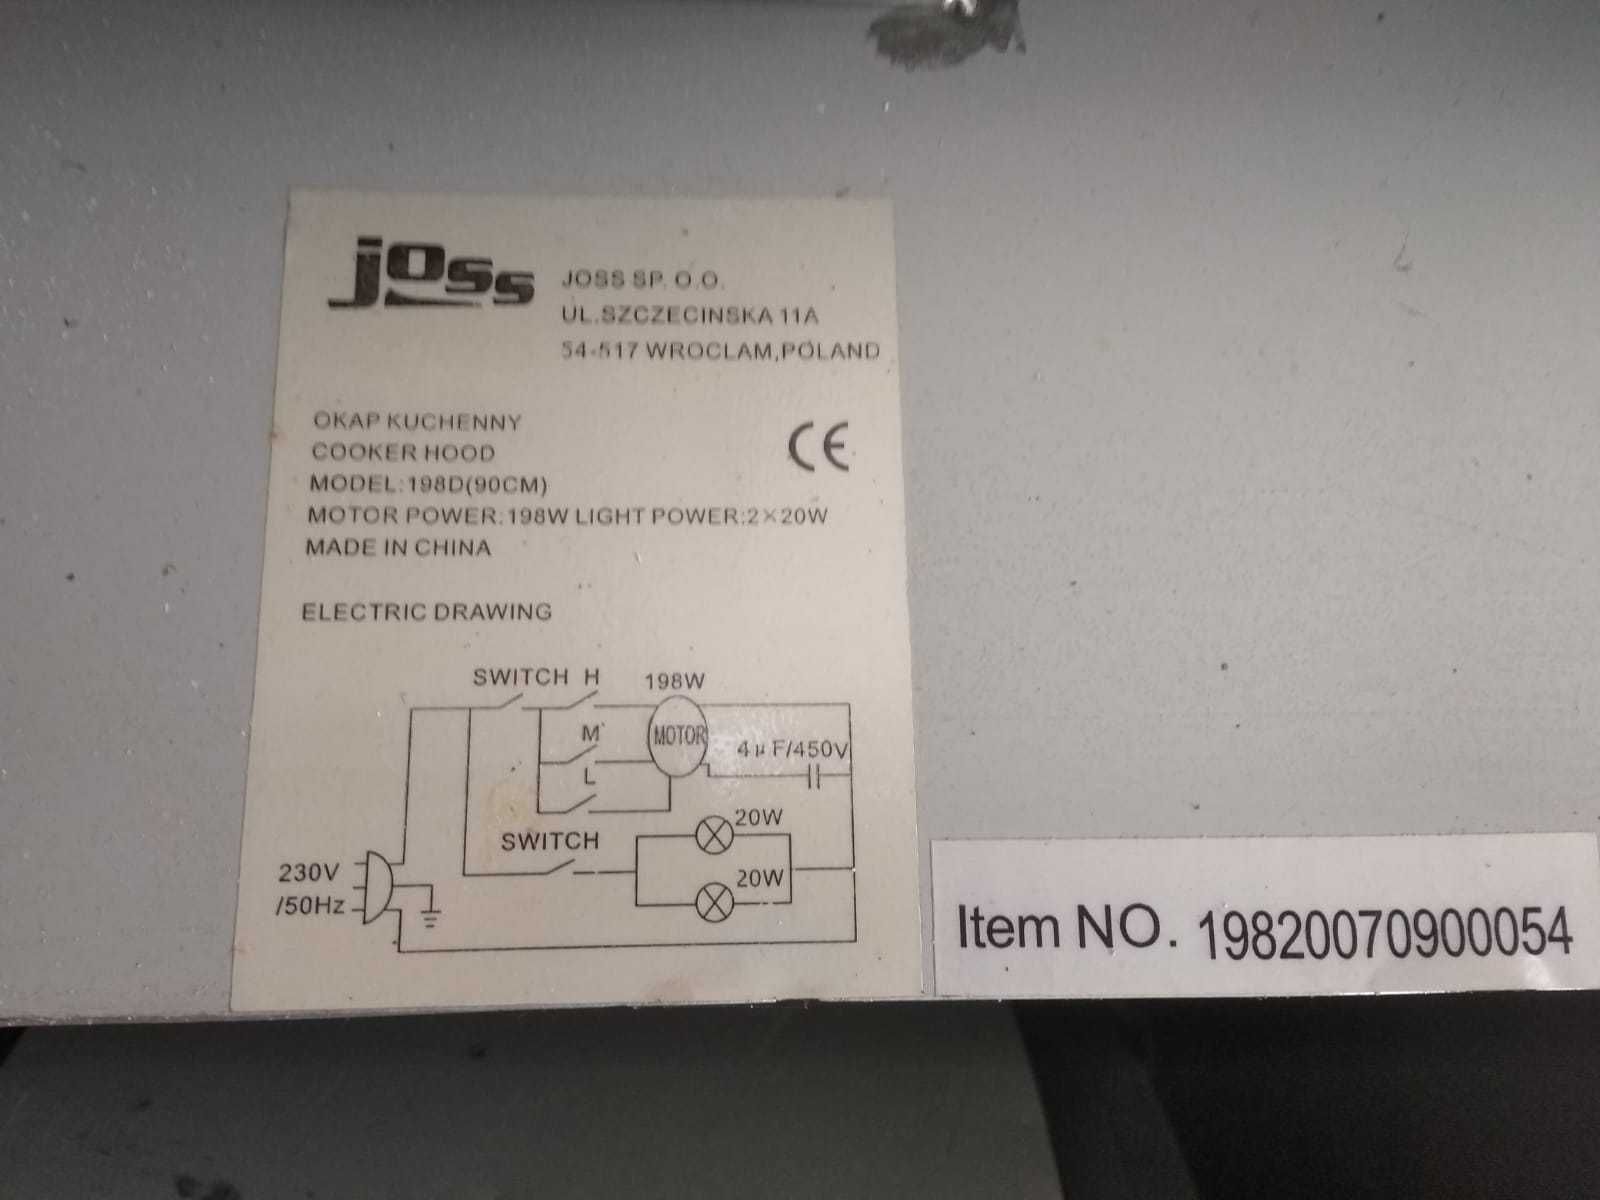 joss
JOSS SP. O.O.
UL.SZCZECINSKA 11A
54-517 WROCLAM,POLAND
OKAP KUCHENNY
COOKER HOOD
CE
MODEL:198D(90CM)
MOTOR POWER:198W LIGHT POWER:2×20W
MADE IN CHINA
ELECTRIC DRAWING
SWITCH H
198W
M
MOTOR
4μF/450V
L
20W
SWITCH
20W
230V
/50Hz
Item NO. 19820070900054